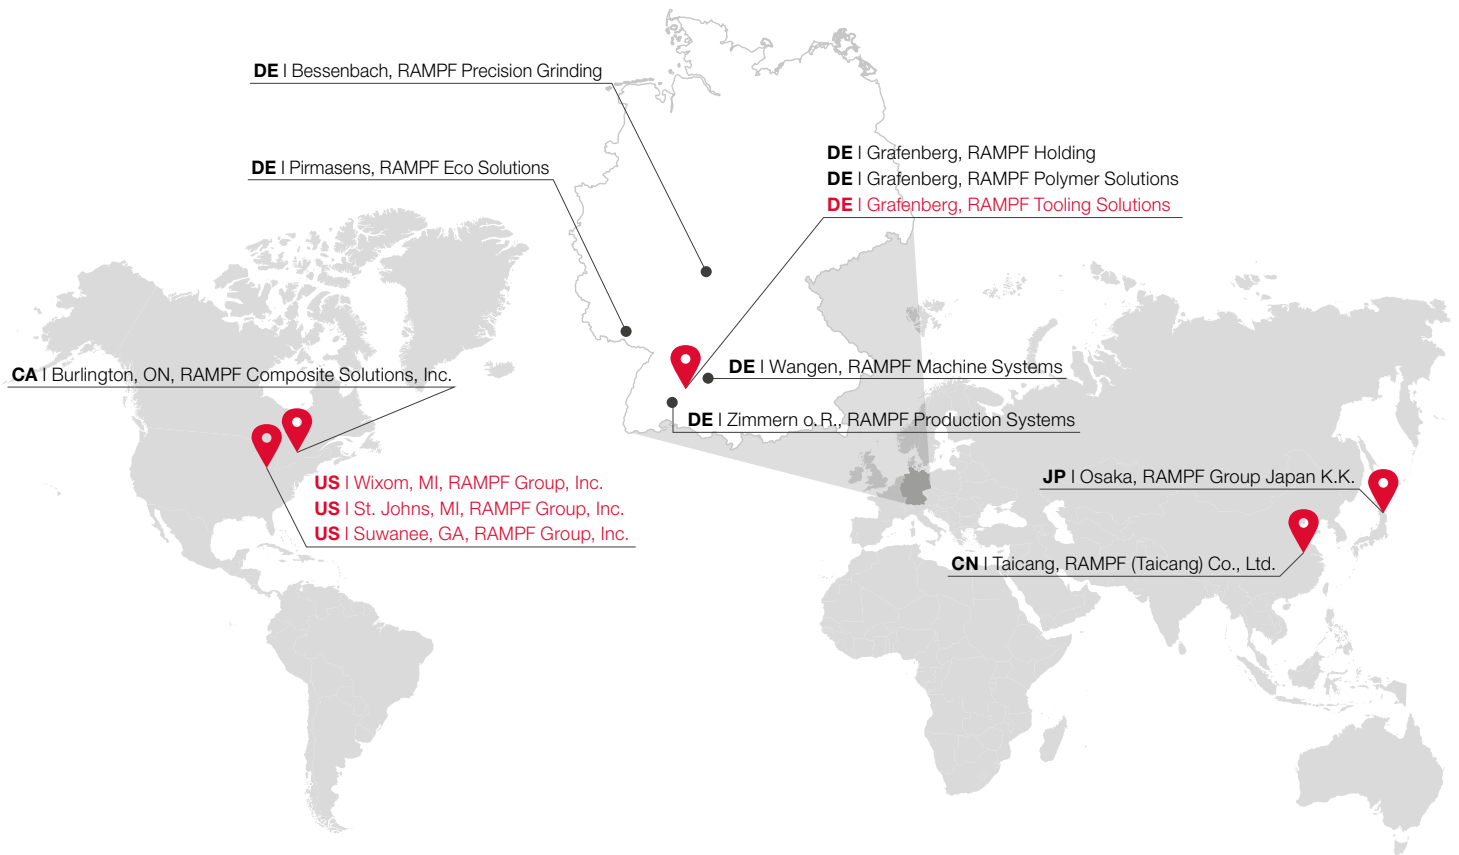 DE | Bessenbach, RAMPF Precision Grinding
DE | Pirmasens, RAMPF Eco Solutions
DE | Grafenberg, RAMPF Holding
DE | Grafenberg, RAMPF Polymer Solutions
DE | Grafenberg, RAMPF Tooling Solutions
DE | Wangen, RAMPF Machine Systems
DE | Zimmern o. R., RAMPF Production Systems
CA | Burlington, ON, RAMPF Composite Solutions, Inc.
US | Wixom, MI, RAMPF Group, Inc.
US | St. Johns, MI, RAMPF Group, Inc.
US | Suwanee, GA, RAMPF Group, Inc.
JP | Osaka, RAMPF Group Japan K.K.
CN | Taicang, RAMPF (Taicang) Co., Ltd.